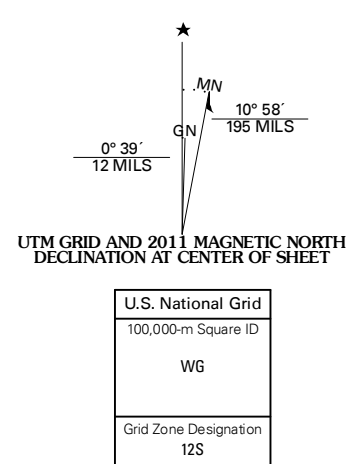 ★
MN
GN
10° 58´
195 MILS
0° 39´
12 MILS
UTM GRID AND 2011 MAGNETIC NORTH
DECLINATION AT CENTER OF SHEET
U.S. National Grid
100,000-m Square ID
WG
Grid Zone Designation
12S